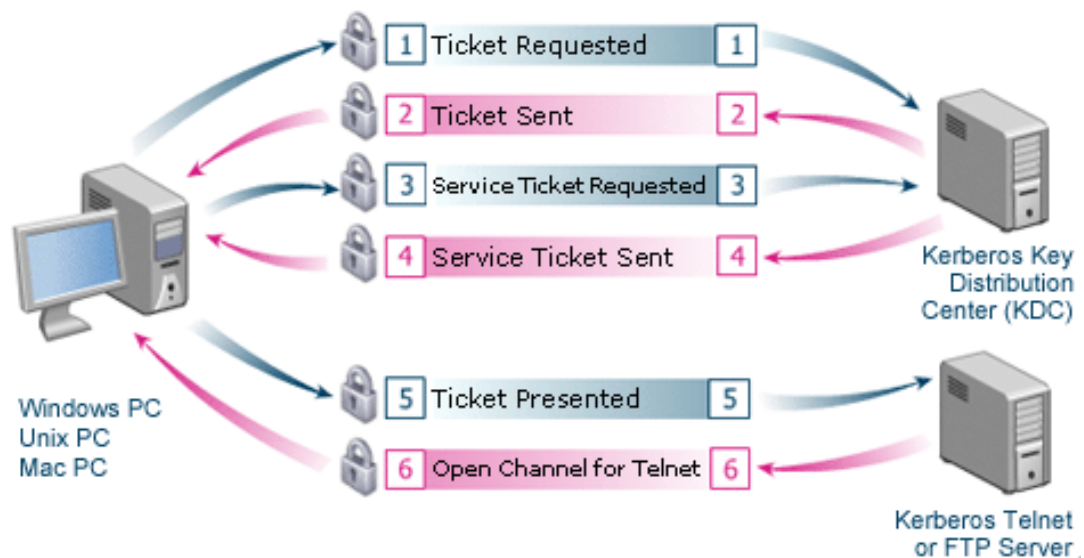 1 Ticket Requested 1
2 Ticket Sent 2
3 Service Ticket Requested 3
4 Service Ticket Sent 4
Kerberos Key
Distribution
Center (KDC)
5 Ticket Presented 5
6 Open Channel for Telnet 6
Windows PC
Unix PC
Mac PC
Kerberos Telnet
or FTP Server